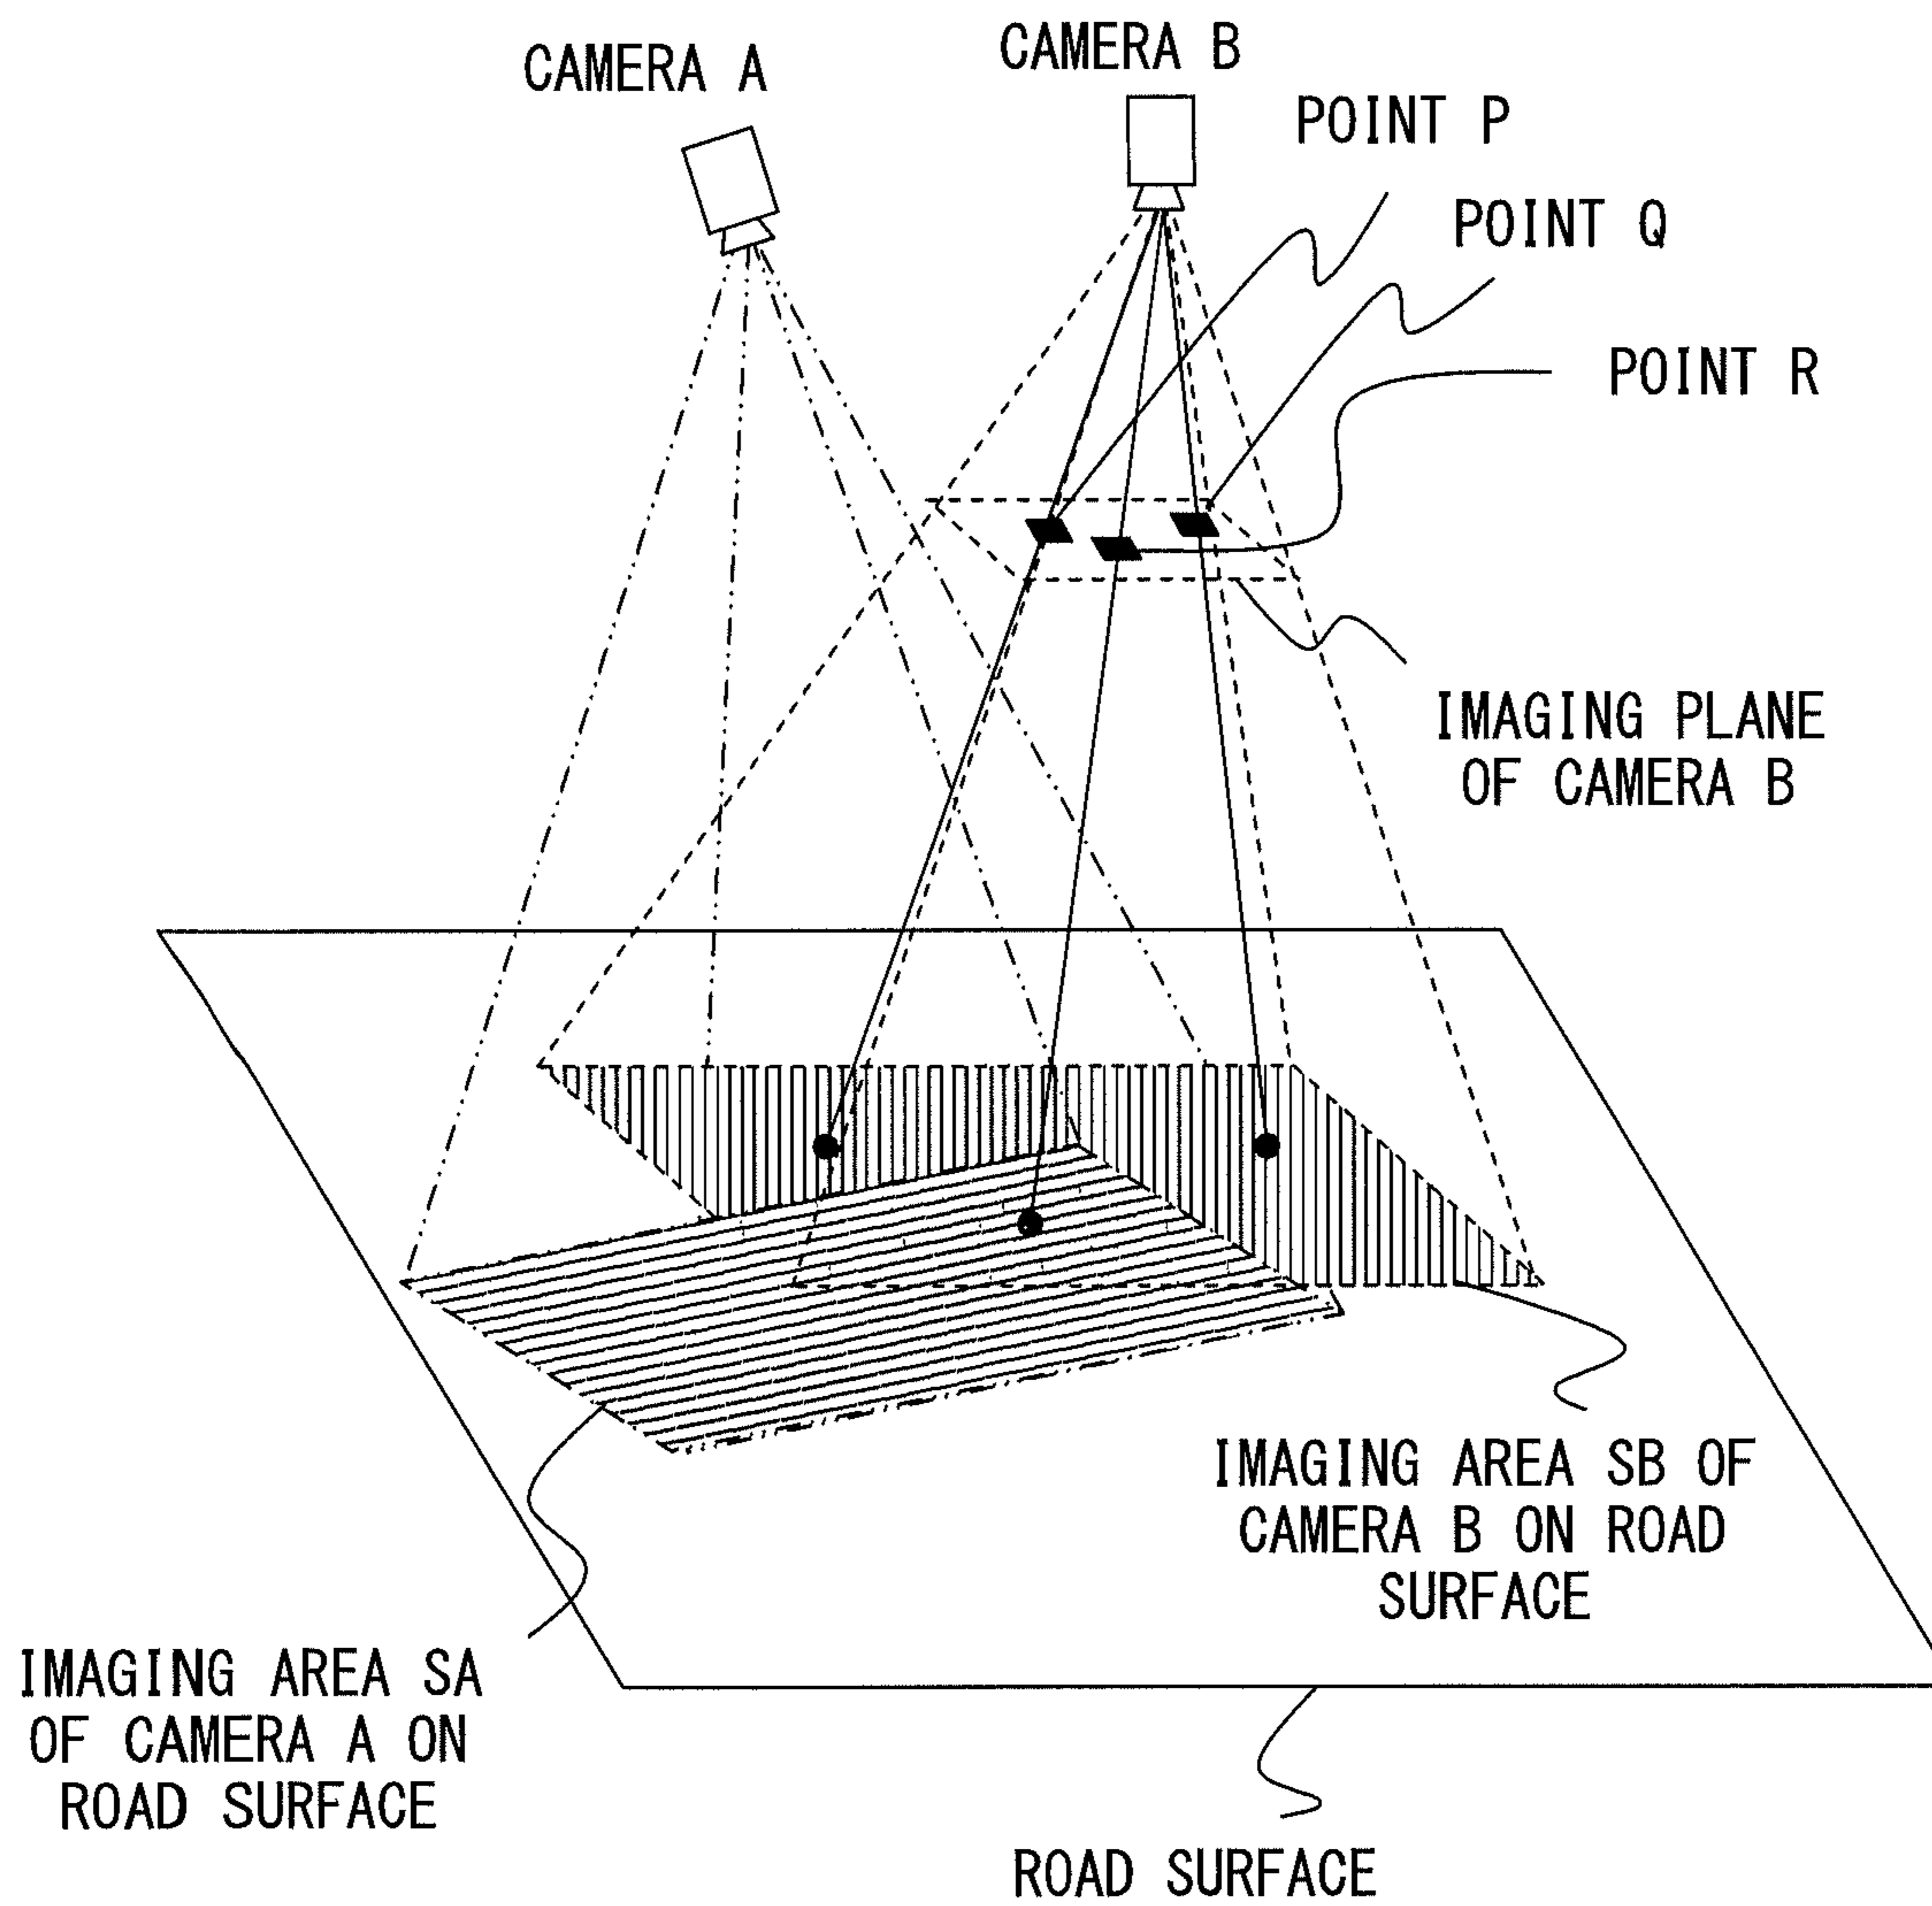 CAMERA A
CAMERA B
POINT P
POINT Q
POINT R
IMAGING PLANE
OF CAMERA B
IMAGING AREA SB OF
CAMERA B ON ROAD
SURFACE
IMAGING AREA SA
OF CAMERA A ON
ROAD SURFACE
ROAD SURFACE